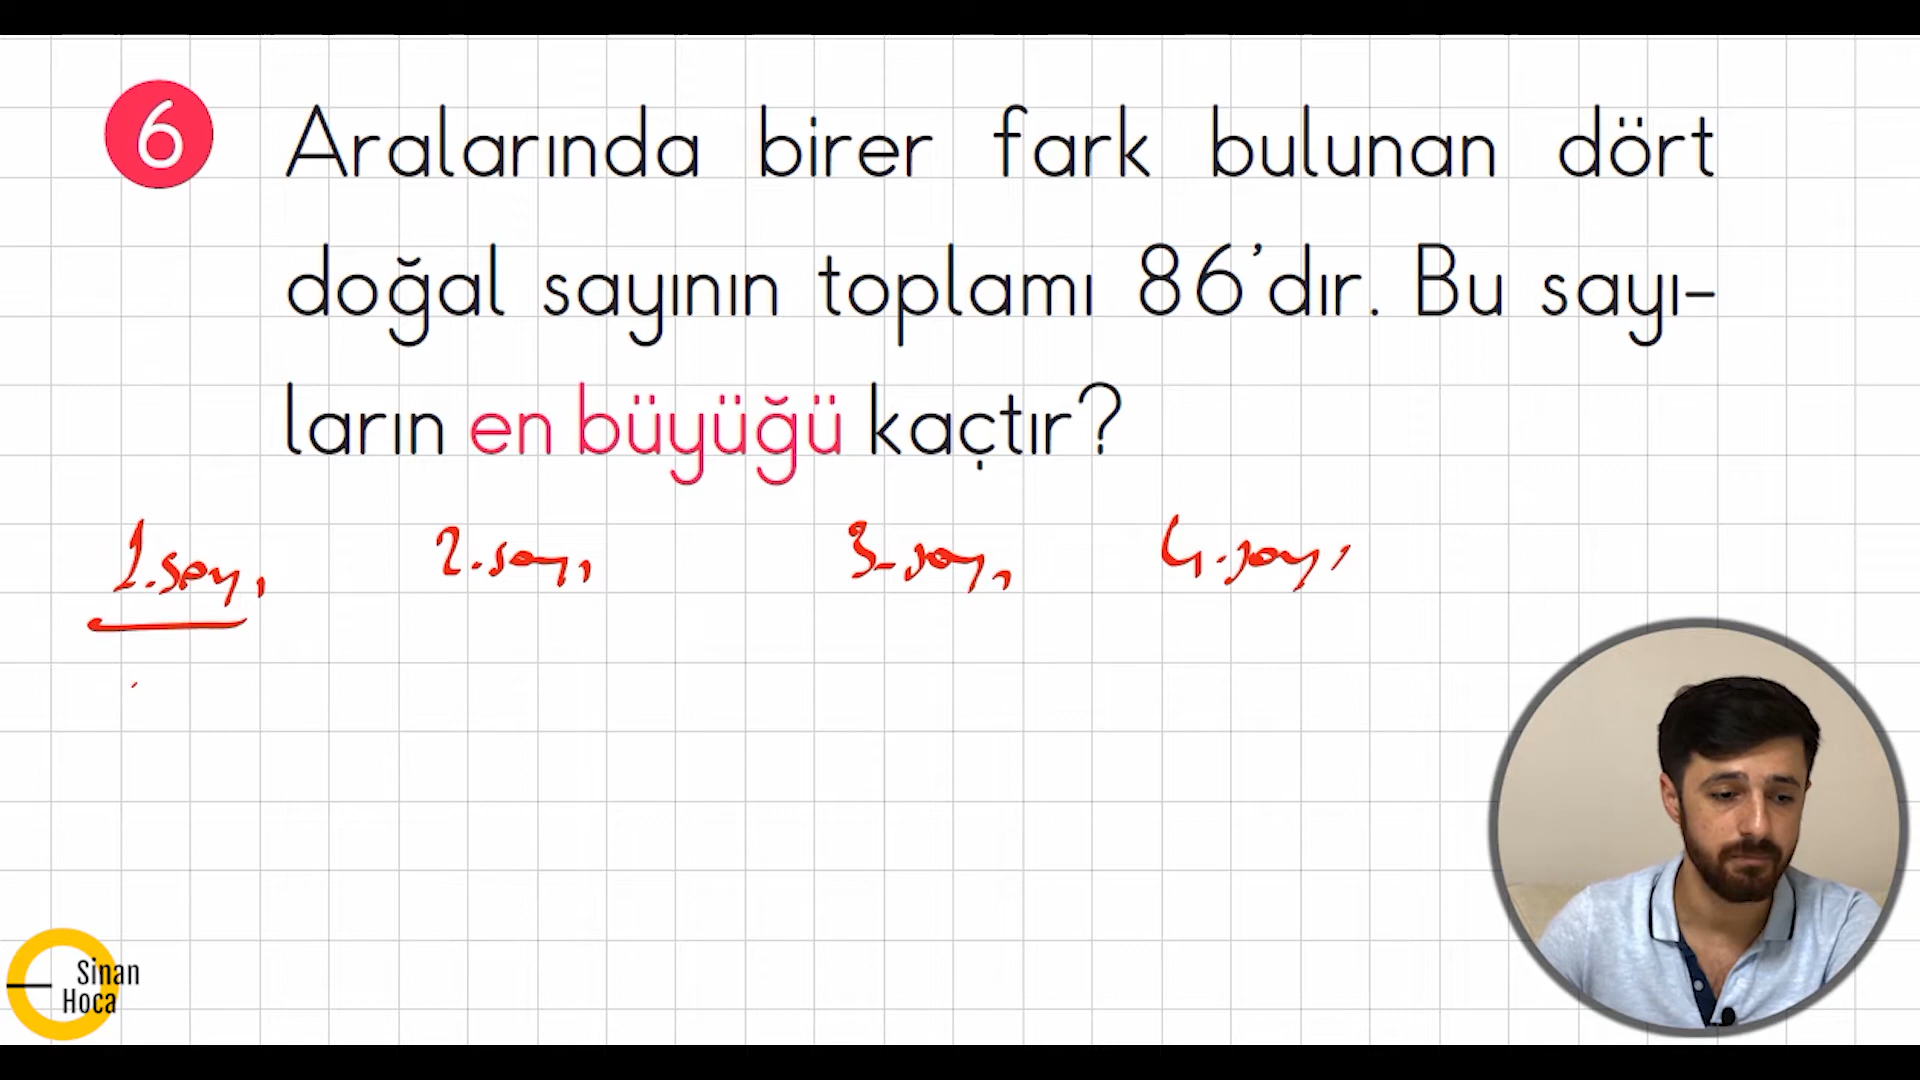 6
Aralarında birer fark bulunan dört
doğal sayının toplamı 86'dır. Bu sayı-
ların en büyüğü kaçtır?
1.sayı 2.sayı 3.sayı 4.sayı
Sinan
Hoca